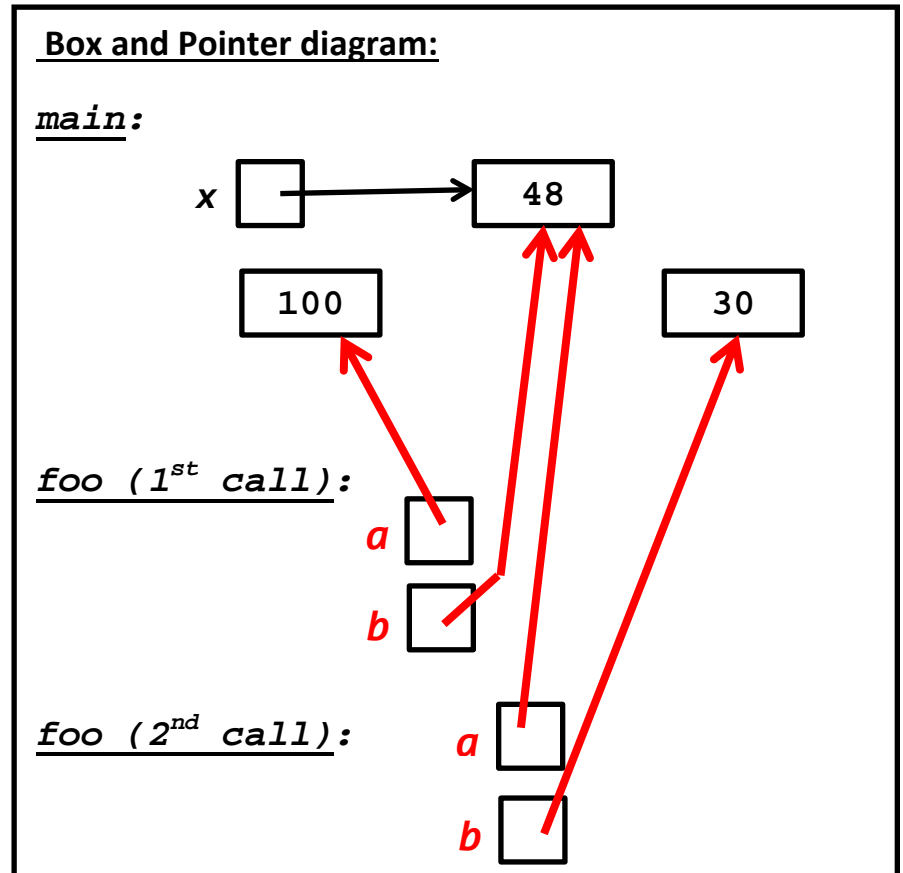 Box and Pointer diagram:
main:
x 48
100 30
foo (1st call):
a
b
foo (2nd call):
a
b